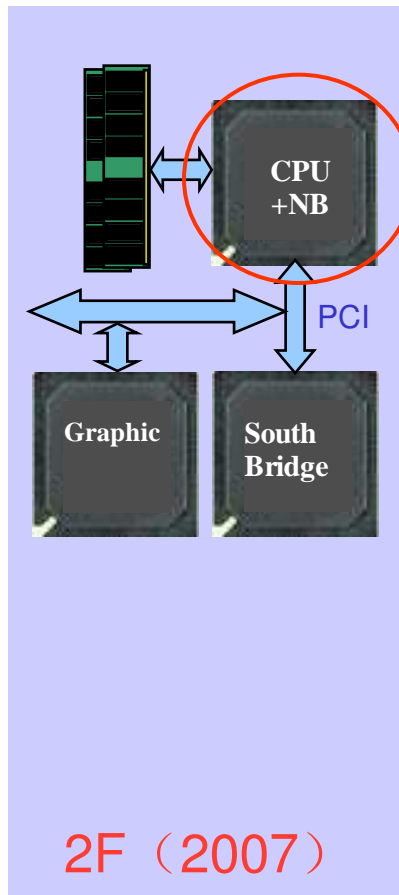 CPU
+NB
PCI
Graphic
South
Bridge
2F（2007）